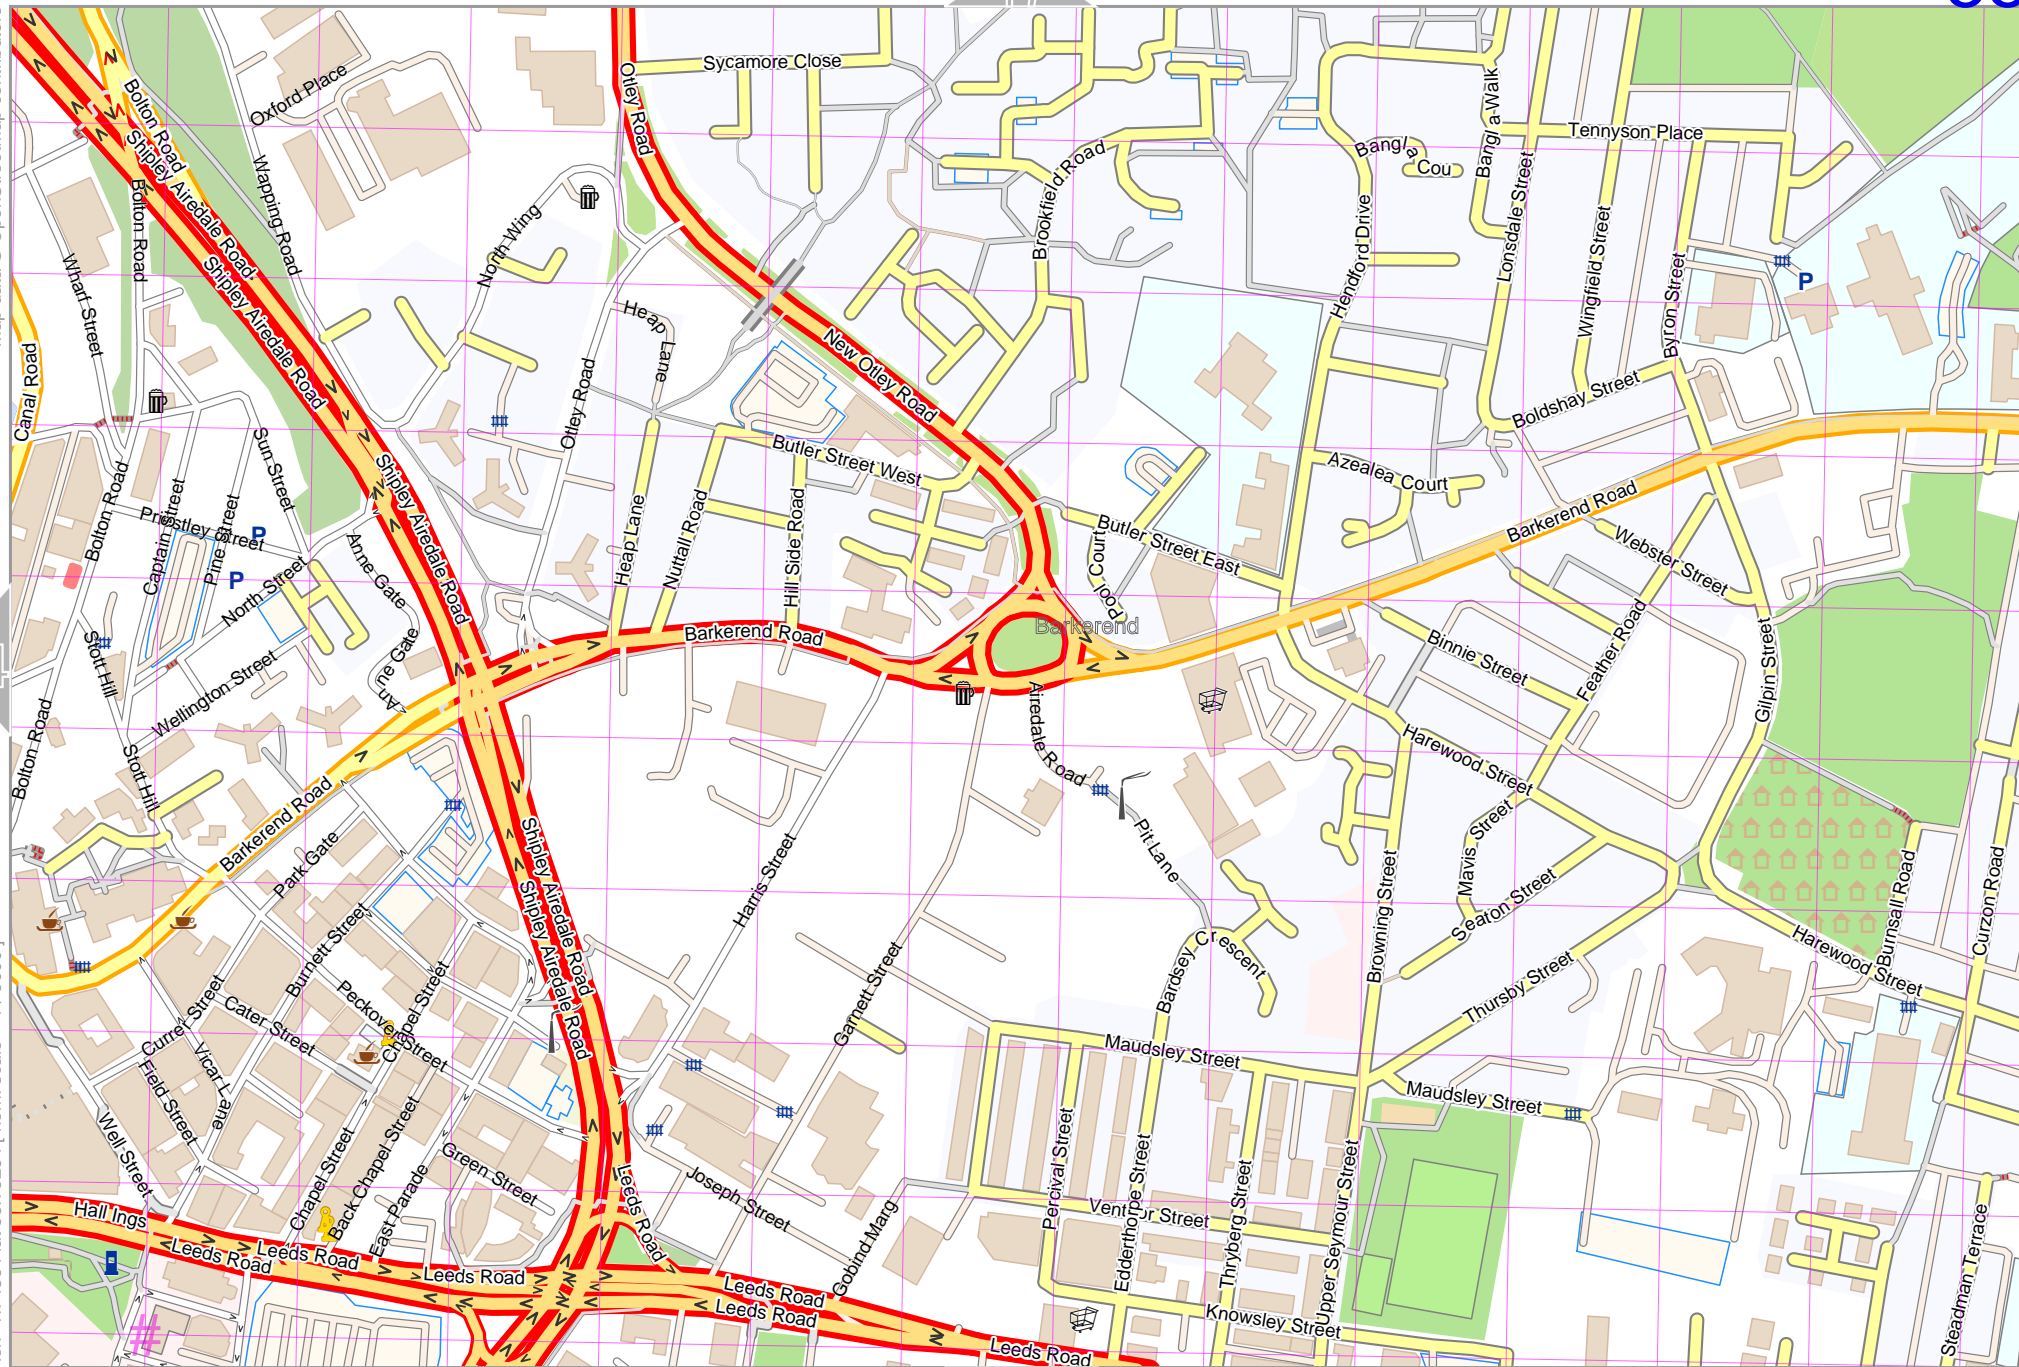 Sycamore Close
Otley Road
Oxford Place
Bolton Road
Shipley Airedale Road
Bolton Road
Wapping Road
Shipley Airedale Road
North Wing
Brookfield Road
Bangla
Cou
Bangla Walk
Tennyson Place
Lonsdale Street
Wingfield Street
Hendford Drive
Byron Street
P
Wharf Street
Canal Road
Heap Lane
Otley Road
New Otley Road
Boldshay Street
Butler Street West
Azealea Court
Sun Street
Bolton Road
Priestley Street
Captain Street
Pine Street
P
P
North Street
Anne Gate
Shipley Airedale Road
Heap Lane
Nuttall Road
Hill Side Road
Butler Street East
Pool Court
Barkerend Road
Webster Street
Barkerend Road
Barkerend
Binnie Street
Feather Road
Gilpin Street
Stott Hill
Wellington Street
Anne Gate
Bolton Road
Stott Hill
Barkerend Road
Airedale Road
Harewood Street
Park Gate
Shipley Airedale Road
Shipley Airedale Road
Harris Street
Pit Lane
Mavis Street
Seaton Street
Browning Street
Burnsall Road
Curzon Road
Harewood Street
Burnett Street
Peckover Street
Chapel Street
Currer Street
Cater Street
Garnett Street
Bardsey Crescent
Thursby Street
Vicar Lane
Field Street
Maudsley Street
Maudsley Street
Well Street
Chapel Street
Back Chapel Street
East Parade
Green Street
Leeds Road
Joseph Street
Gobind Marg
Percival Street
Edderthorpe Street
Ventnor Street
Thryberg Street
Upper Seymour Street
Steadman Terrace
Hall Ings
Leeds Road
Leeds Road
Leeds Road
Leeds Road
Leeds Road
Leeds Road
Knowsley Street